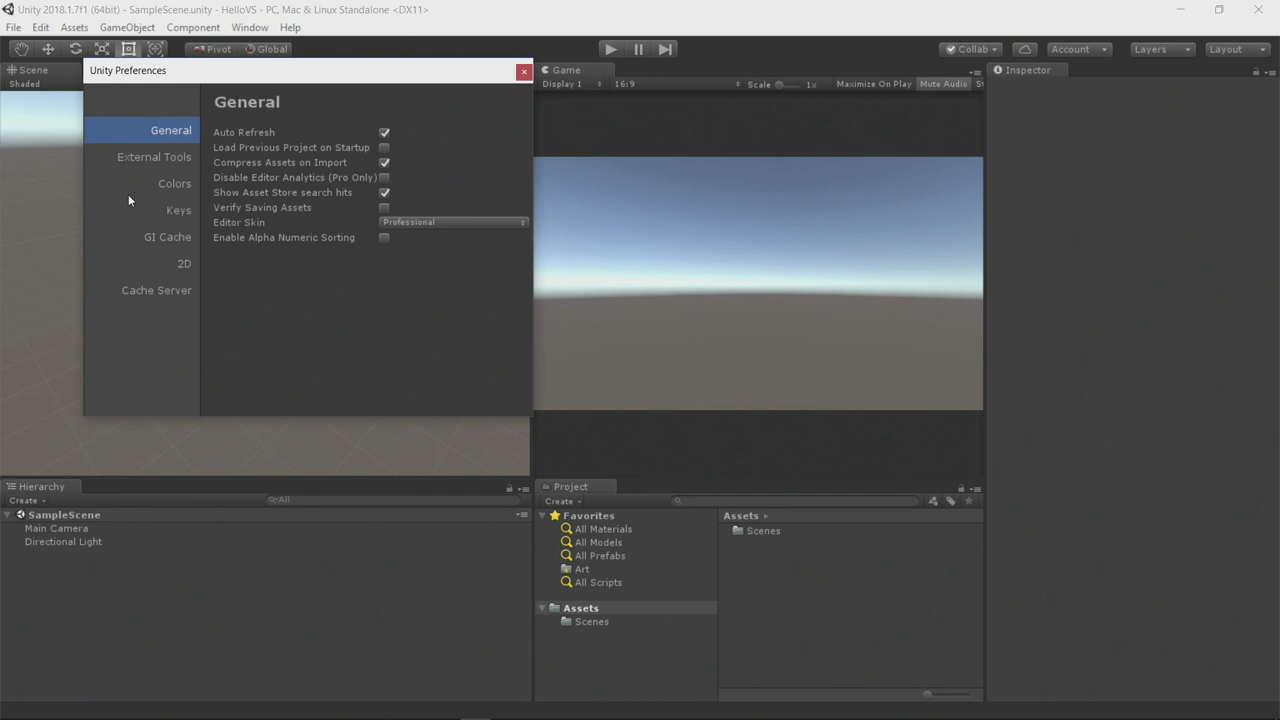 Unity 2018.1.7f1 (64bit) - SampleScene.unity - HelloVS - PC, Mac & Linux Standalone <DX11>
File Edit Assets GameObject Component Window Help
Pivot Global Collab Account Layers Layout
Scene
Shaded
Unity Preferences
General
External Tools
Colors
Keys
GI Cache
2D
Cache Server
General
Auto Refresh
Load Previous Project on Startup
Compress Assets on Import
Disable Editor Analytics (Pro Only)
Show Asset Store search hits
Verify Saving Assets
Editor Skin Professional
Enable Alpha Numeric Sorting
Game
Display 1 16:9 Scale 1x Maximize On Play Mute Audio St
Inspector
Hierarchy
Create All
SampleScene
Main Camera
Directional Light
Project
Create
Favorites
All Materials
All Models
All Prefabs
Art
All Scripts
Assets
Scenes
Assets
Scenes